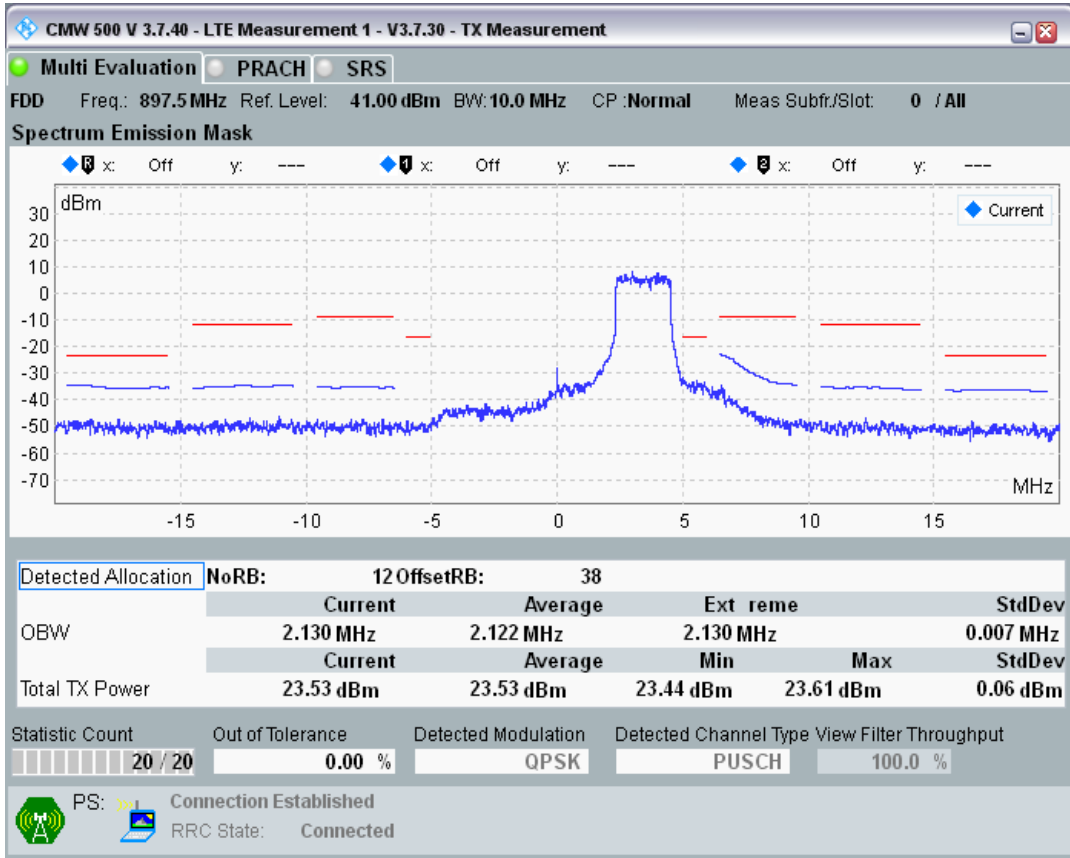 CMW 500 V 3.7.40 - LTE Measurement 1 - V3.7.30 - TX Measurement
Multi Evaluation PRACH SRS
FDD Freq.: 897.5 MHz Ref. Level: 41.00 dBm BW: 10.0 MHz CP :Normal Meas Subfr./Slot: 0 / All
Spectrum Emission Mask
R x: Off y: --- 1 x: Off y: --- 2 x: Off y: ---
dBm
Current
30
20
10
0
-10
-20
-30
-40
-50
-60
-70
MHz
-15 -10 -5 0 5 10 15
Detected Allocation NoRB: 12 OffsetRB: 38
Current Average Ext reme StdDev
OBW 2.130 MHz 2.122 MHz 2.130 MHz 0.007 MHz
Current Average Min Max StdDev
Total TX Power 23.53 dBm 23.53 dBm 23.44 dBm 23.61 dBm 0.06 dBm
Statistic Count Out of Tolerance Detected Modulation Detected Channel Type View Filter Throughput
20 / 20 0.00 % QPSK PUSCH 100.0 %
PS: Connection Established
RRC State: Connected